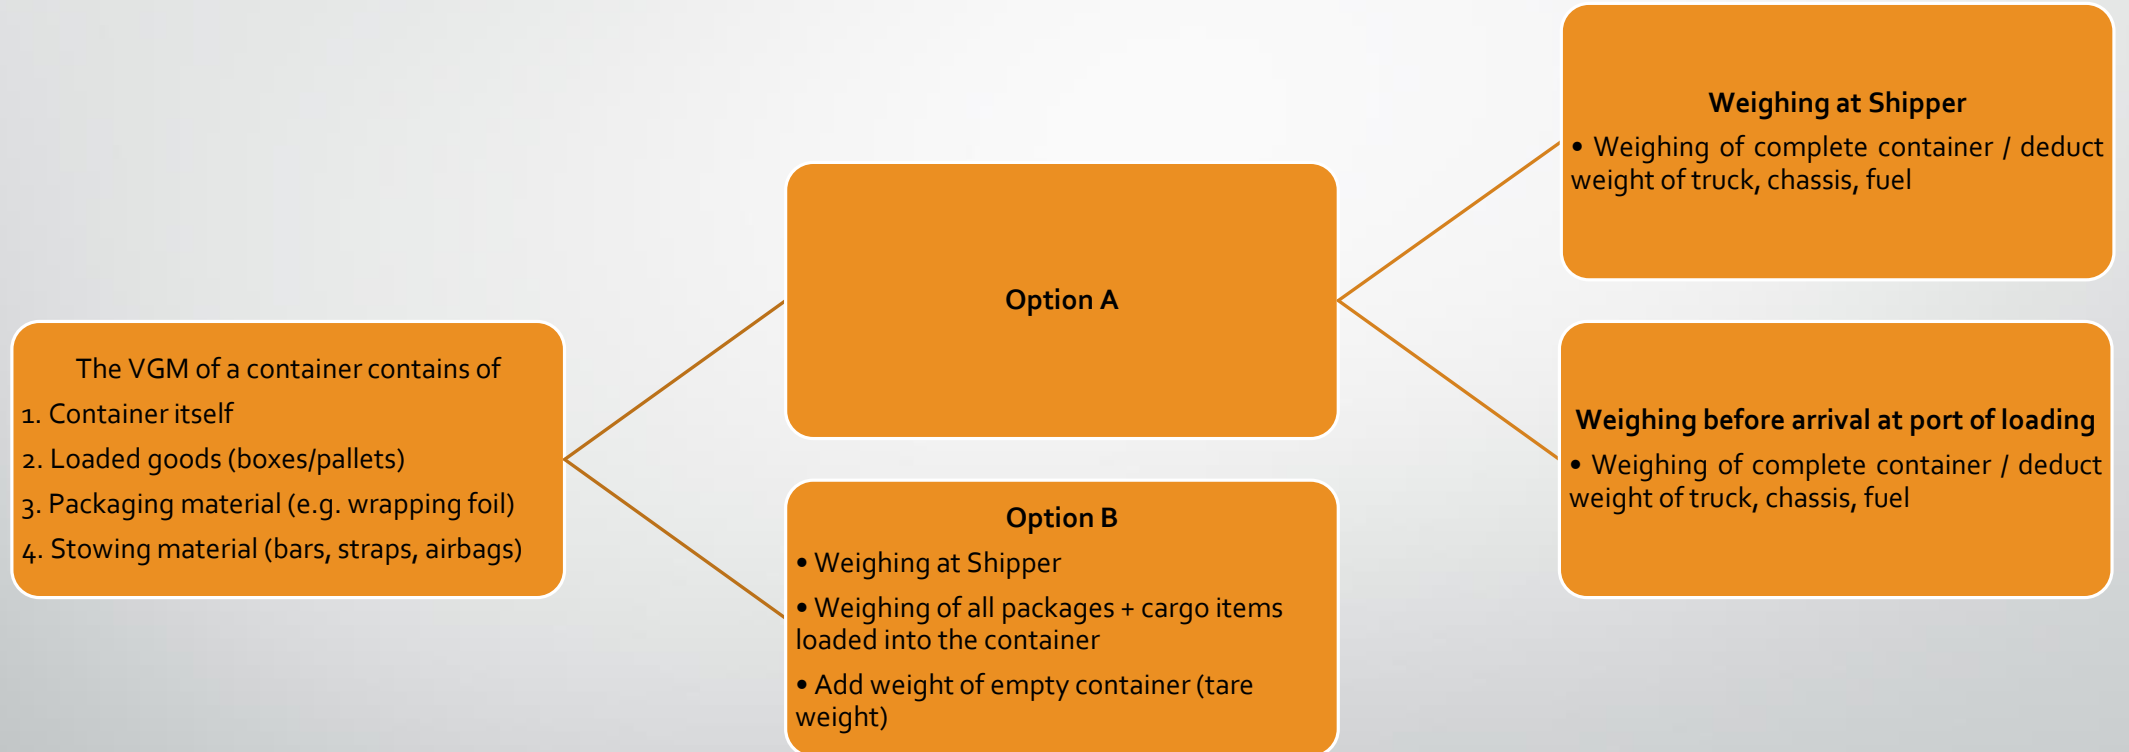 The VGM of a container contains of
1. Container itself
2. Loaded goods (boxes/pallets)
3. Packaging material (e.g. wrapping foil)
4. Stowing material (bars, straps, airbags)
Option A
Weighing at Shipper
• Weighing of complete container / deduct
weight of truck, chassis, fuel
Weighing before arrival at port of loading
• Weighing of complete container / deduct
weight of truck, chassis, fuel
Option B
• Weighing at Shipper
• Weighing of all packages + cargo items
loaded into the container
• Add weight of empty container (tare
weight)